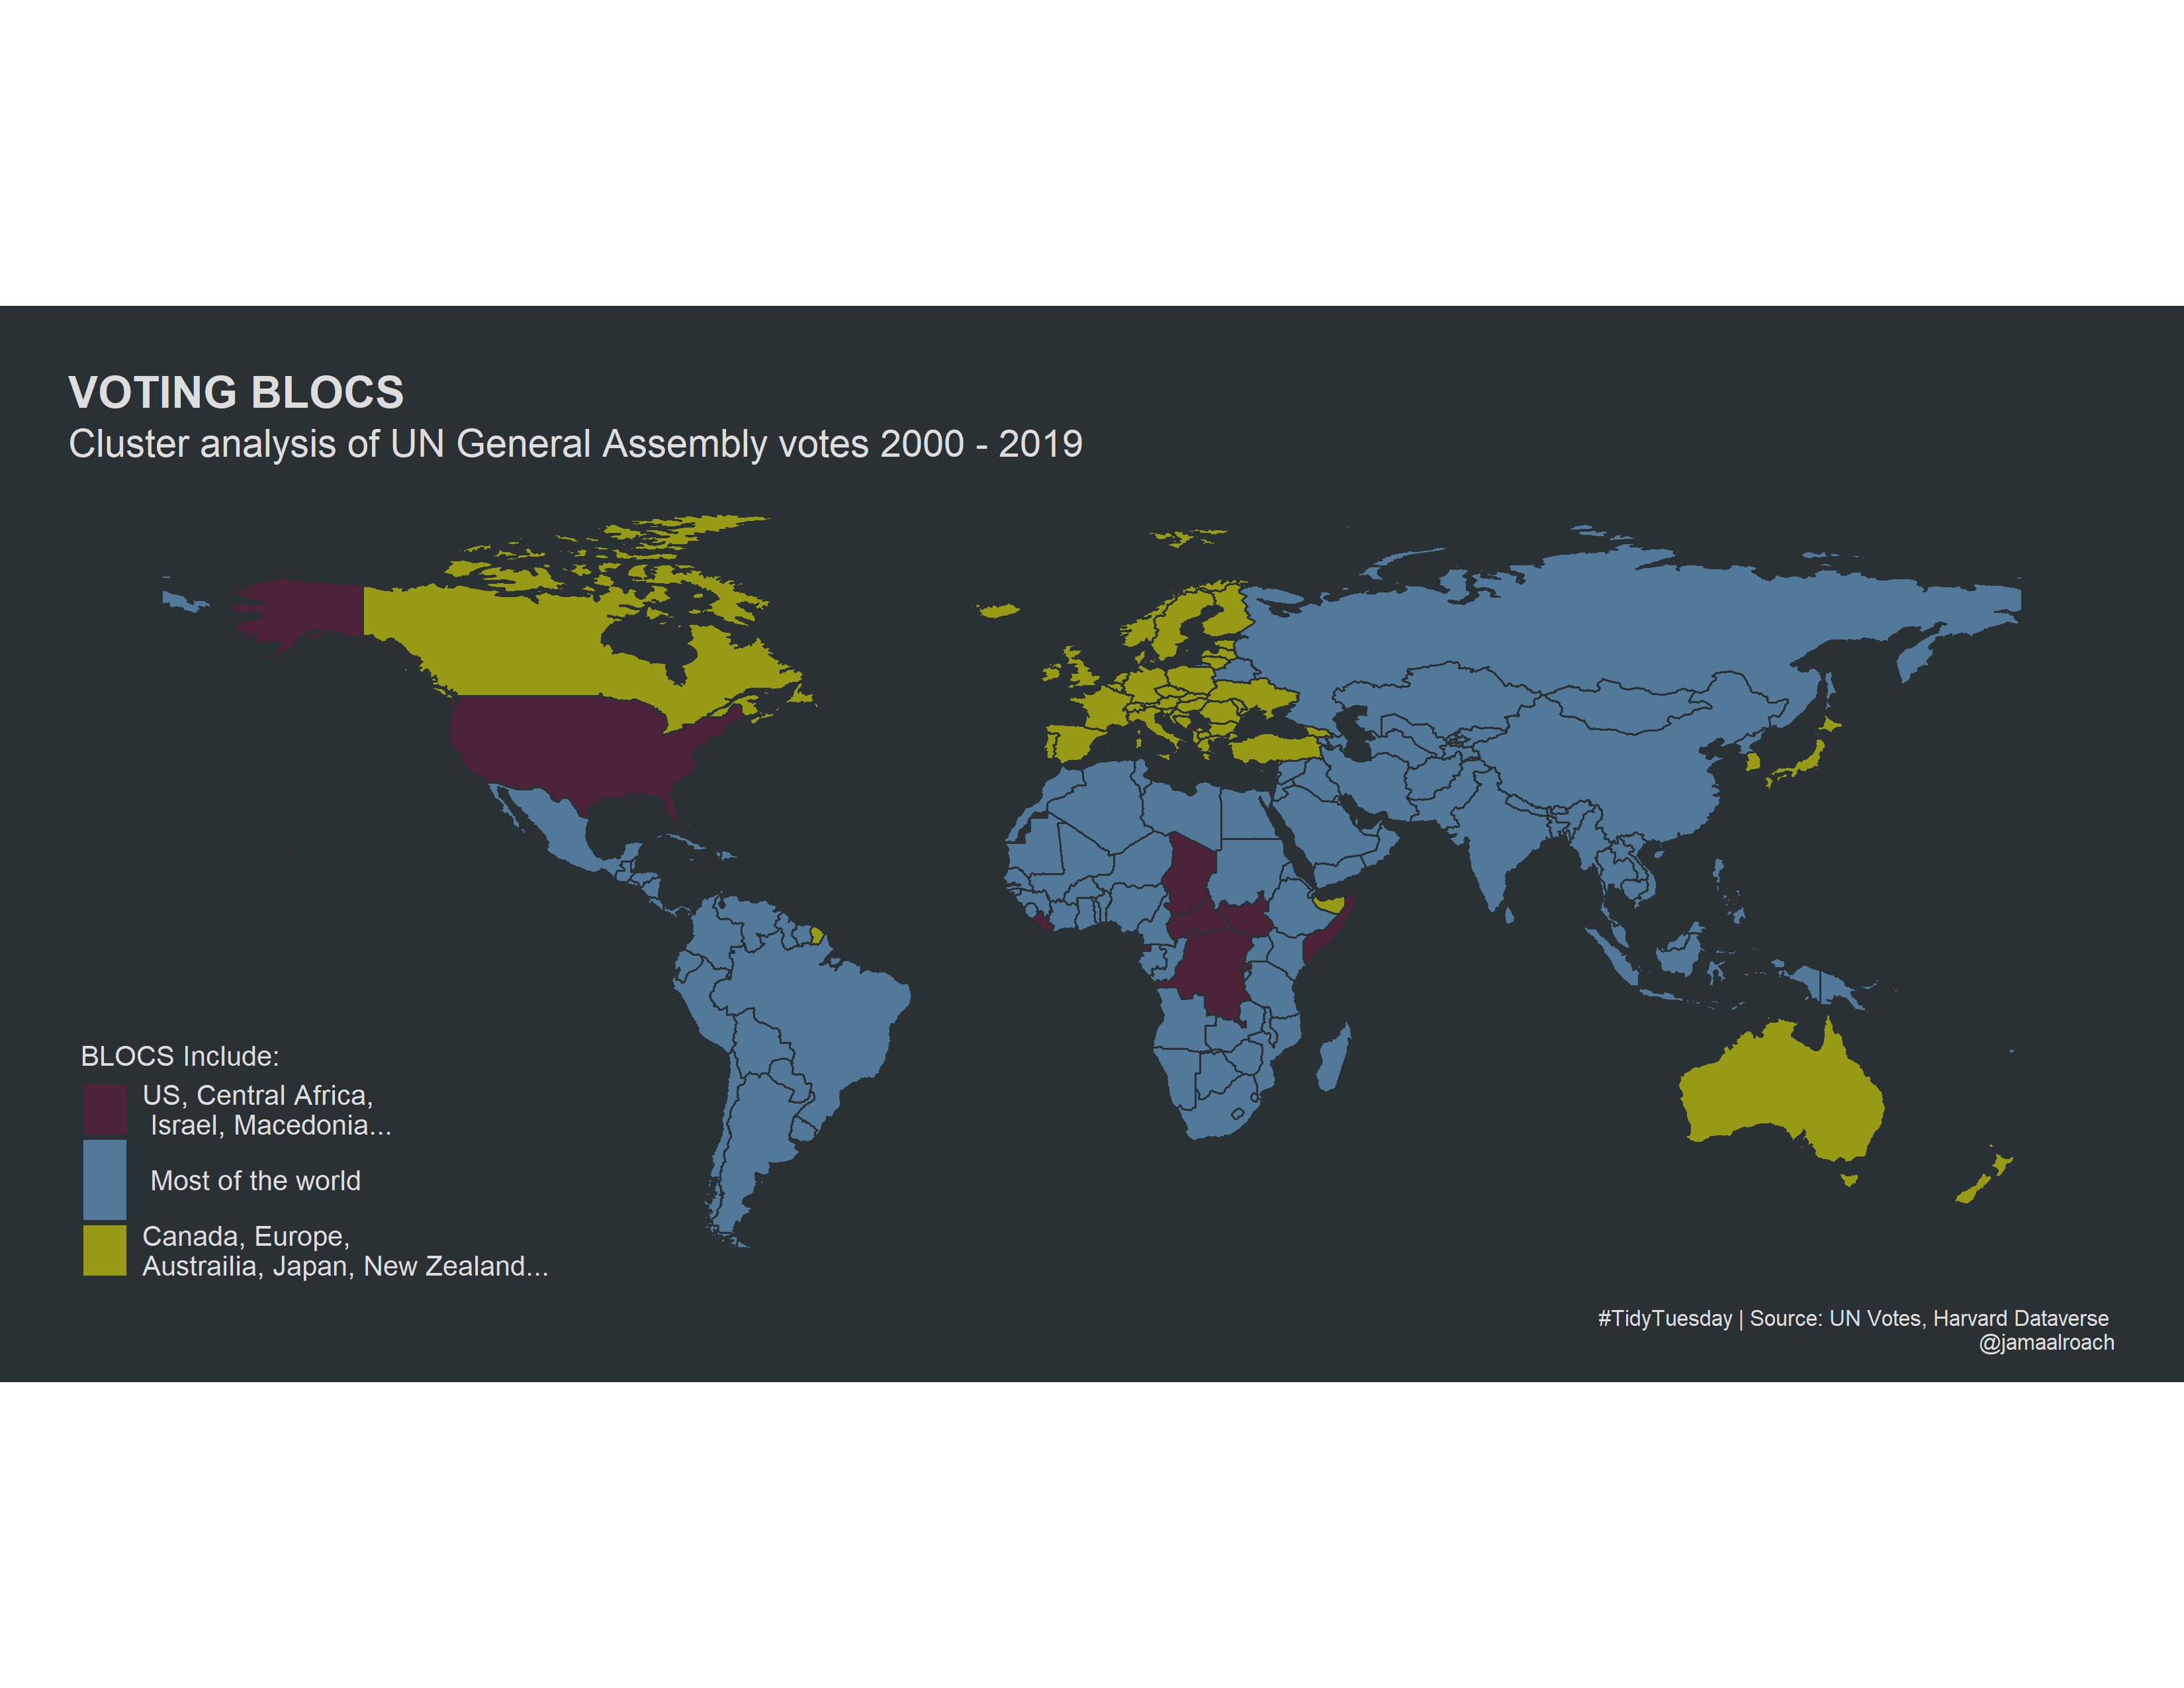 VOTING BLOCS
Cluster analysis of UN General Assembly votes 2000 - 2019
BLOCS Include:
US, Central Africa,
Israel, Macedonia...
Most of the world
Canada, Europe,
Austrailia, Japan, New Zealand...
#TidyTuesday | Source: UN Votes, Harvard Dataverse
@jamaalroach